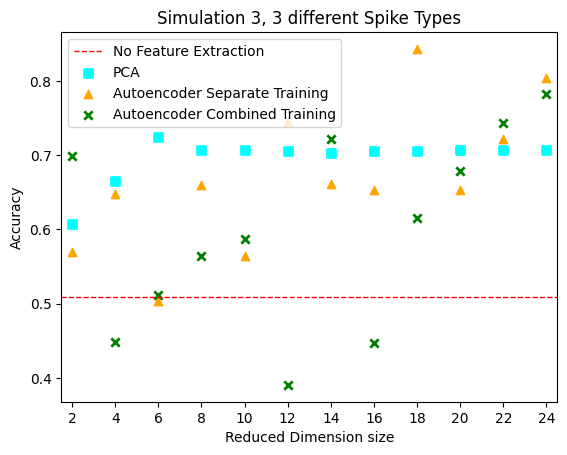 Simulation 3, 3 different Spike Types
No Feature Extraction
PCA
Autoencoder Separate Training
Autoencoder Combined Training
Accuracy
0.8
0.7
0.6
0.5
0.4
2 4 6 8 10 12 14 16 18 20 22 24
Reduced Dimension size